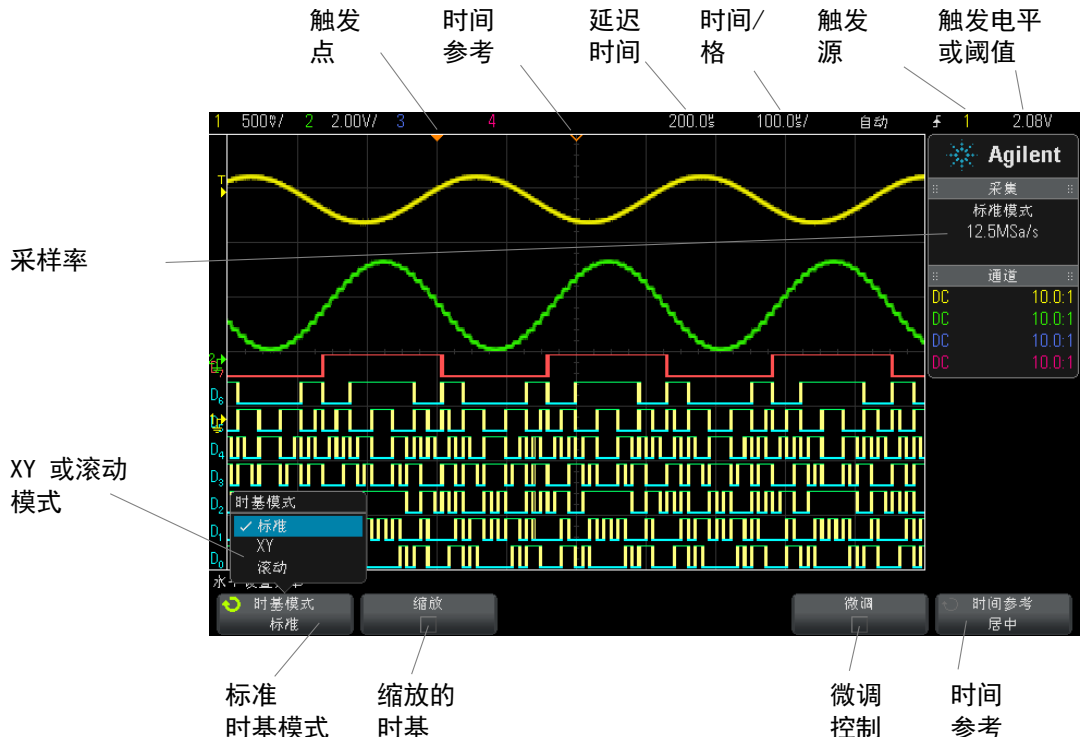 触发 时间 延迟 时间/ 触发 触发电平
点 参考 时间 格 源 或阈值
1 500㎷/ 2 2.00V/ 3 4 200.0㎲ 100.0㎲/ 自动 1 2.08V
Agilent
T
采集
标准模式
12.5MSa/s
采样率
通道
DC 10.0:1
DC 10.0:1
DC 10.0:1
DC 10.0:1
2
D6
D4
D3
D2
D1
D0
XY 或滚动
模式
时基模式
✓ 标准
XY
滚动
时基模式
标准
缩放
微调
时间参考
居中
标准 缩放的 微调 时间
时基模式 时基 控制 参考